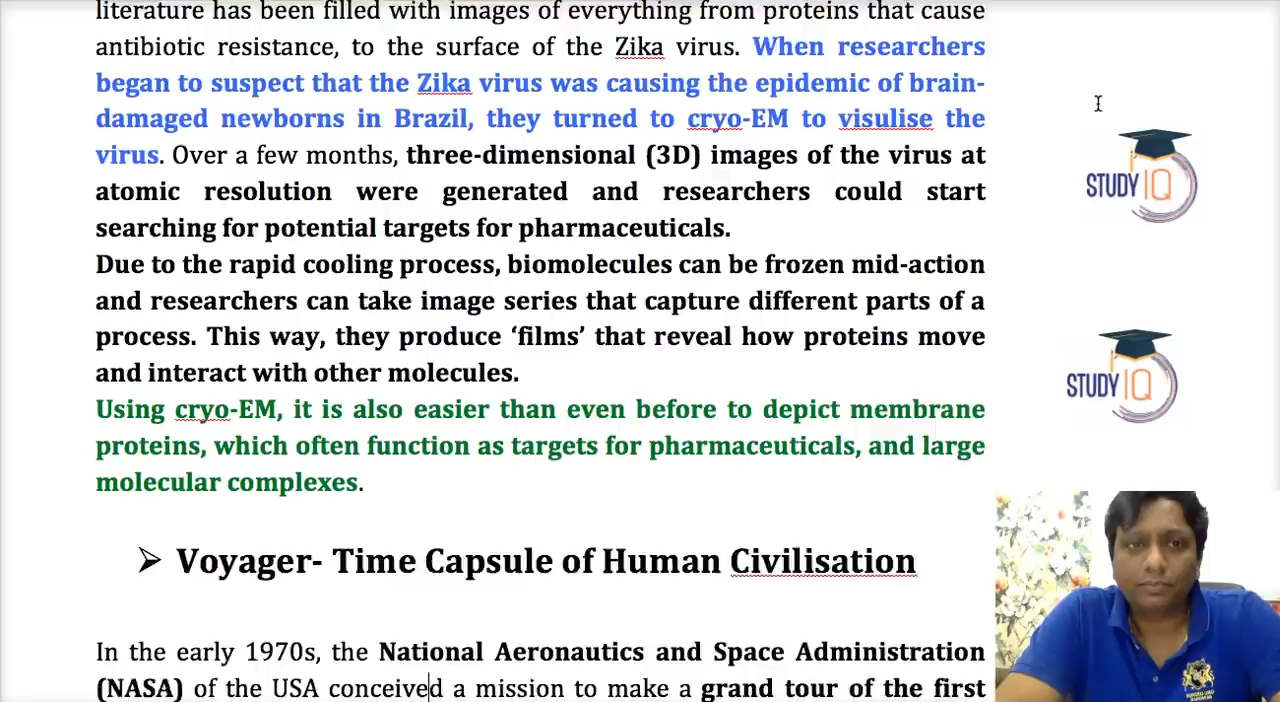 literature has been filled with images of everything from proteins that cause
antibiotic resistance, to the surface of the Zika virus. When researchers
began to suspect that the Zika virus was causing the epidemic of brain-
damaged newborns in Brazil, they turned to cryo-EM to visulise the
virus. Over a few months, three-dimensional (3D) images of the virus at
atomic resolution were generated and researchers could start
searching for potential targets for pharmaceuticals.
Due to the rapid cooling process, biomolecules can be frozen mid-action
and researchers can take image series that capture different parts of a
process. This way, they produce ‘films’ that reveal how proteins move
and interact with other molecules.
Using cryo-EM, it is also easier than even before to depict membrane
proteins, which often function as targets for pharmaceuticals, and large
molecular complexes.
➢ Voyager- Time Capsule of Human Civilisation
In the early 1970s, the National Aeronautics and Space Administration
(NASA) of the USA conceived a mission to make a grand tour of the first
STUDY IQ
STUDY IQ